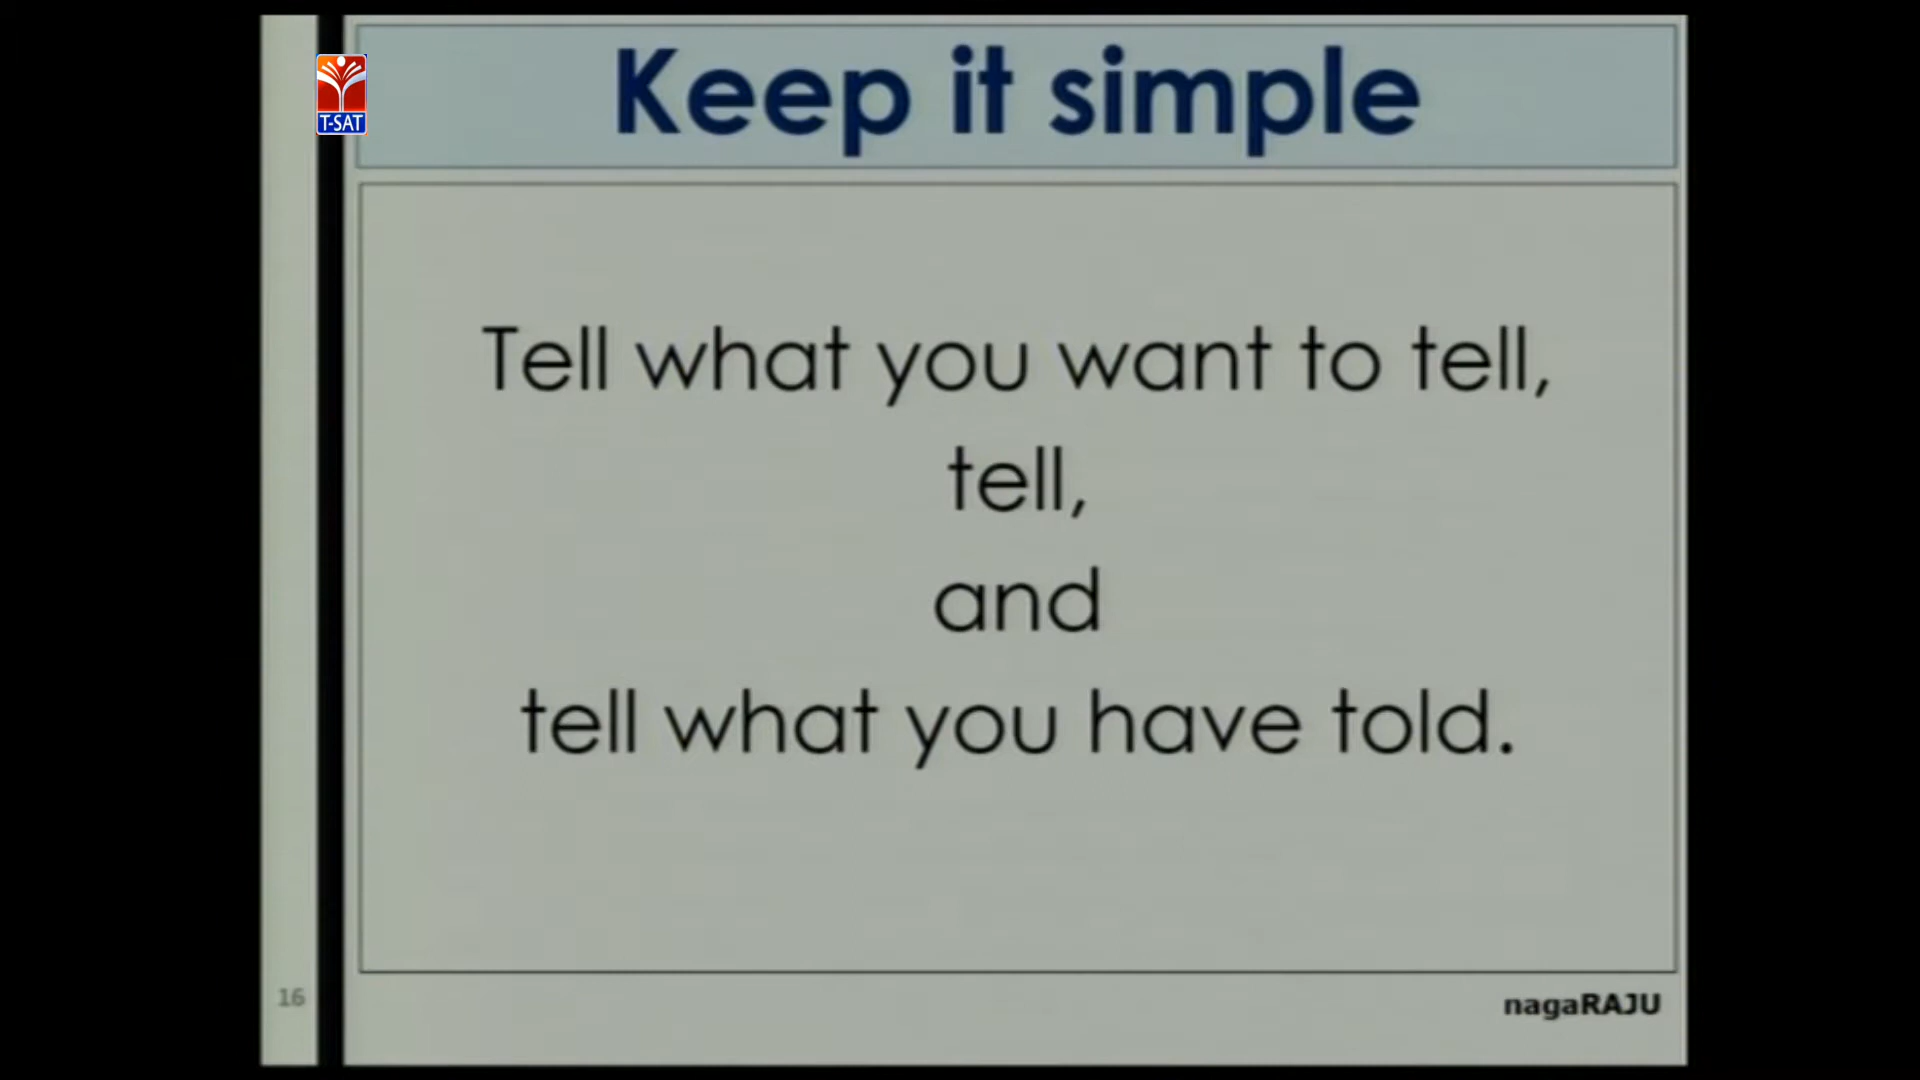 Keep it simple
T-SAT
Tell what you want to tell,
tell,
and
tell what you have told.
16
nagaRAJU